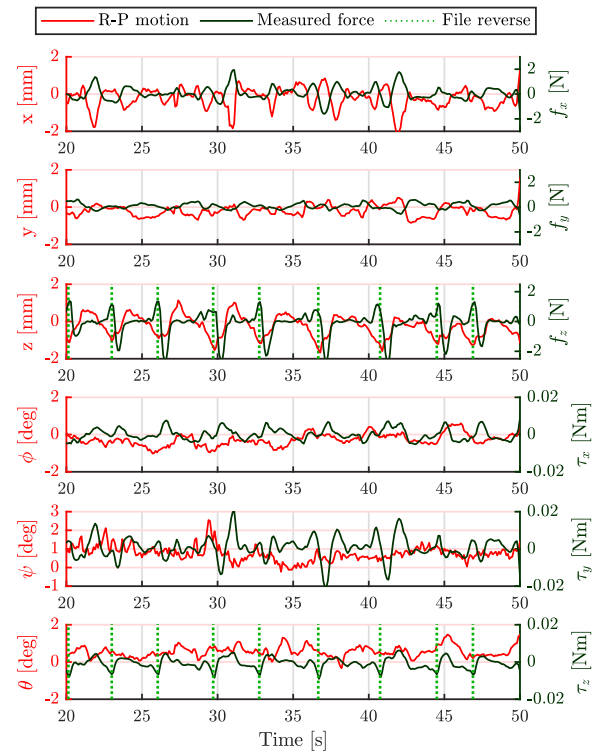 R-P motion Measured force File reverse
2 0 -2 x [mm] 2 0 -2 f_x [N]
20 25 30 35 40 45 50
2 0 -2 y [mm] 2 0 -2 f_y [N]
20 25 30 35 40 45 50
2 0 -2 z [mm] 2 0 -2 f_z [N]
20 25 30 35 40 45 50
2 0 -2 ϕ [deg] 0.02 0 -0.02 τ_x [Nm]
20 25 30 35 40 45 50
3 2 1 0 -1 ψ [deg] 0.02 0 -0.02 τ_y [Nm]
20 25 30 35 40 45 50
2 0 -2 θ [deg] 0.02 0 -0.02 τ_z [Nm]
20 25 30 35 40 45 50
Time [s]